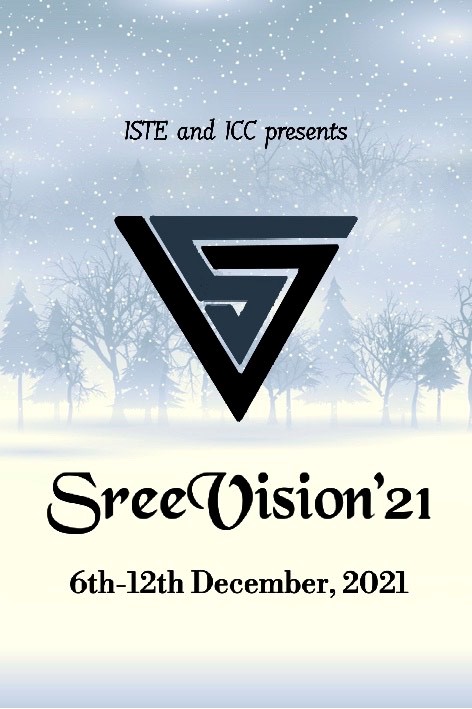 ISTE and ICC presents
SreeVision'21
6th-12th December, 2021